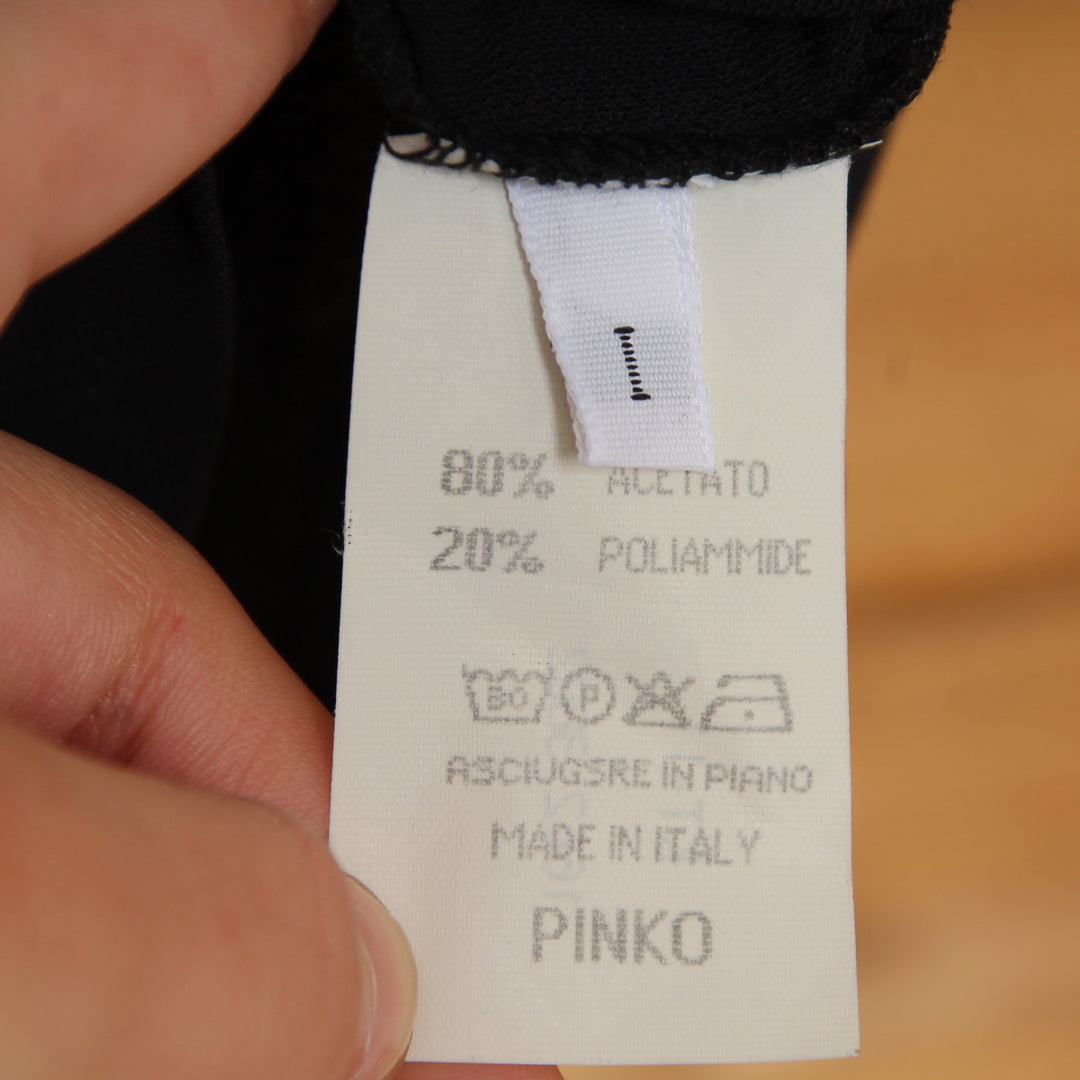 I
80% ACETATO
20% POLIAMMIDE
P
ASCIUGSRE IN PIANO
MADE IN ITALY
PINKO